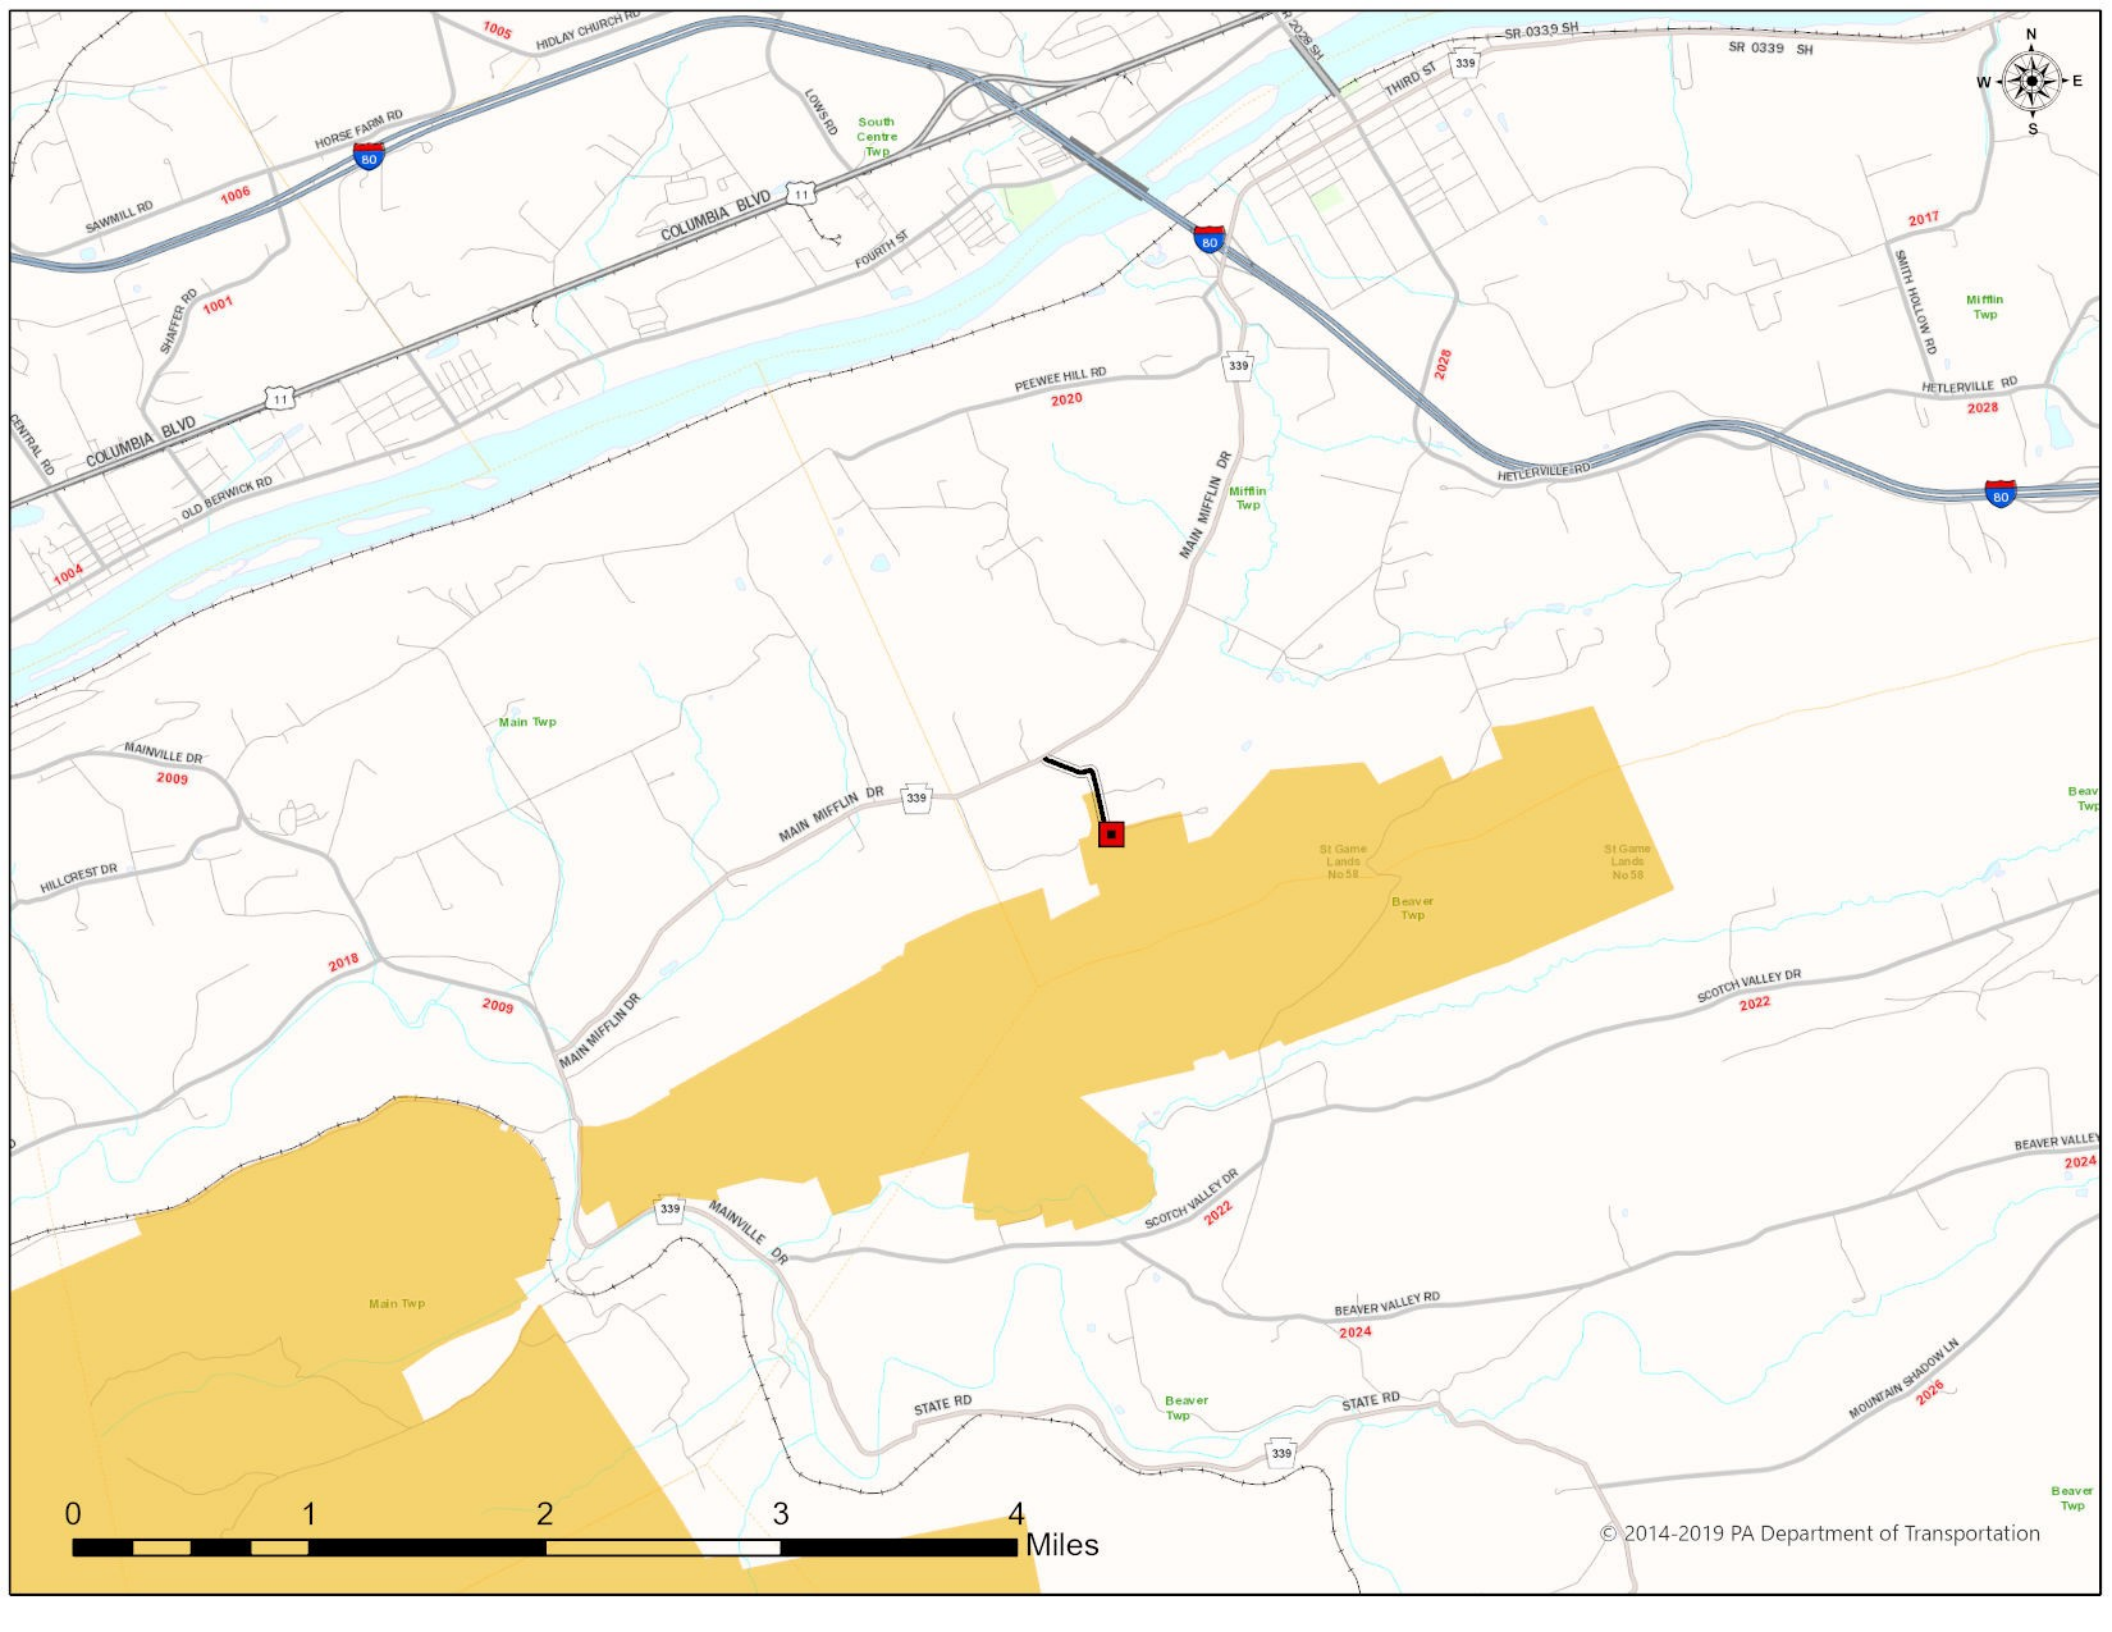 1005
HIDLAY CHURCH RD
R 2028 SH
SR 0339 SH
SR 0339 SH
N
W
E
S
339
THIRD ST
LOWS RD
South
Centre
Twp
HORSE FARM RD
80
1006
SAWMILL RD
11
COLUMBIA BLVD
FOURTH ST
80
2017
SMITH HOLLOW RD
Mifflin
Twp
SHAFFER RD
1001
339
2028
PEEWEE HILL RD
2020
HETLERVILLE RD
2028
11
COLUMBIA BLVD
CENTRAL RD
OLD BERWICK RD
1004
MAIN MIFFLIN DR
Mifflin
Twp
HETLERVILLE RD
80
Main Twp
MAINVILLE DR
2009
MAIN MIFFLIN DR
339
Beav
Twp
HILLCREST DR
St Game
Lands
No 58
St Game
Lands
No 58
Beaver
Twp
2018
2009
MAIN MIFFLIN DR
SCOTCH VALLEY DR
2022
BEAVER VALLEY
2024
339
MAINVILLE DR
SCOTCH VALLEY DR
2022
Main Twp
BEAVER VALLEY RD
2024
STATE RD
Beaver
Twp
STATE RD
339
MOUNTAIN SHADOW LN
2026
Beaver
Twp
0 1 2 3 4
Miles
© 2014-2019 PA Department of Transportation